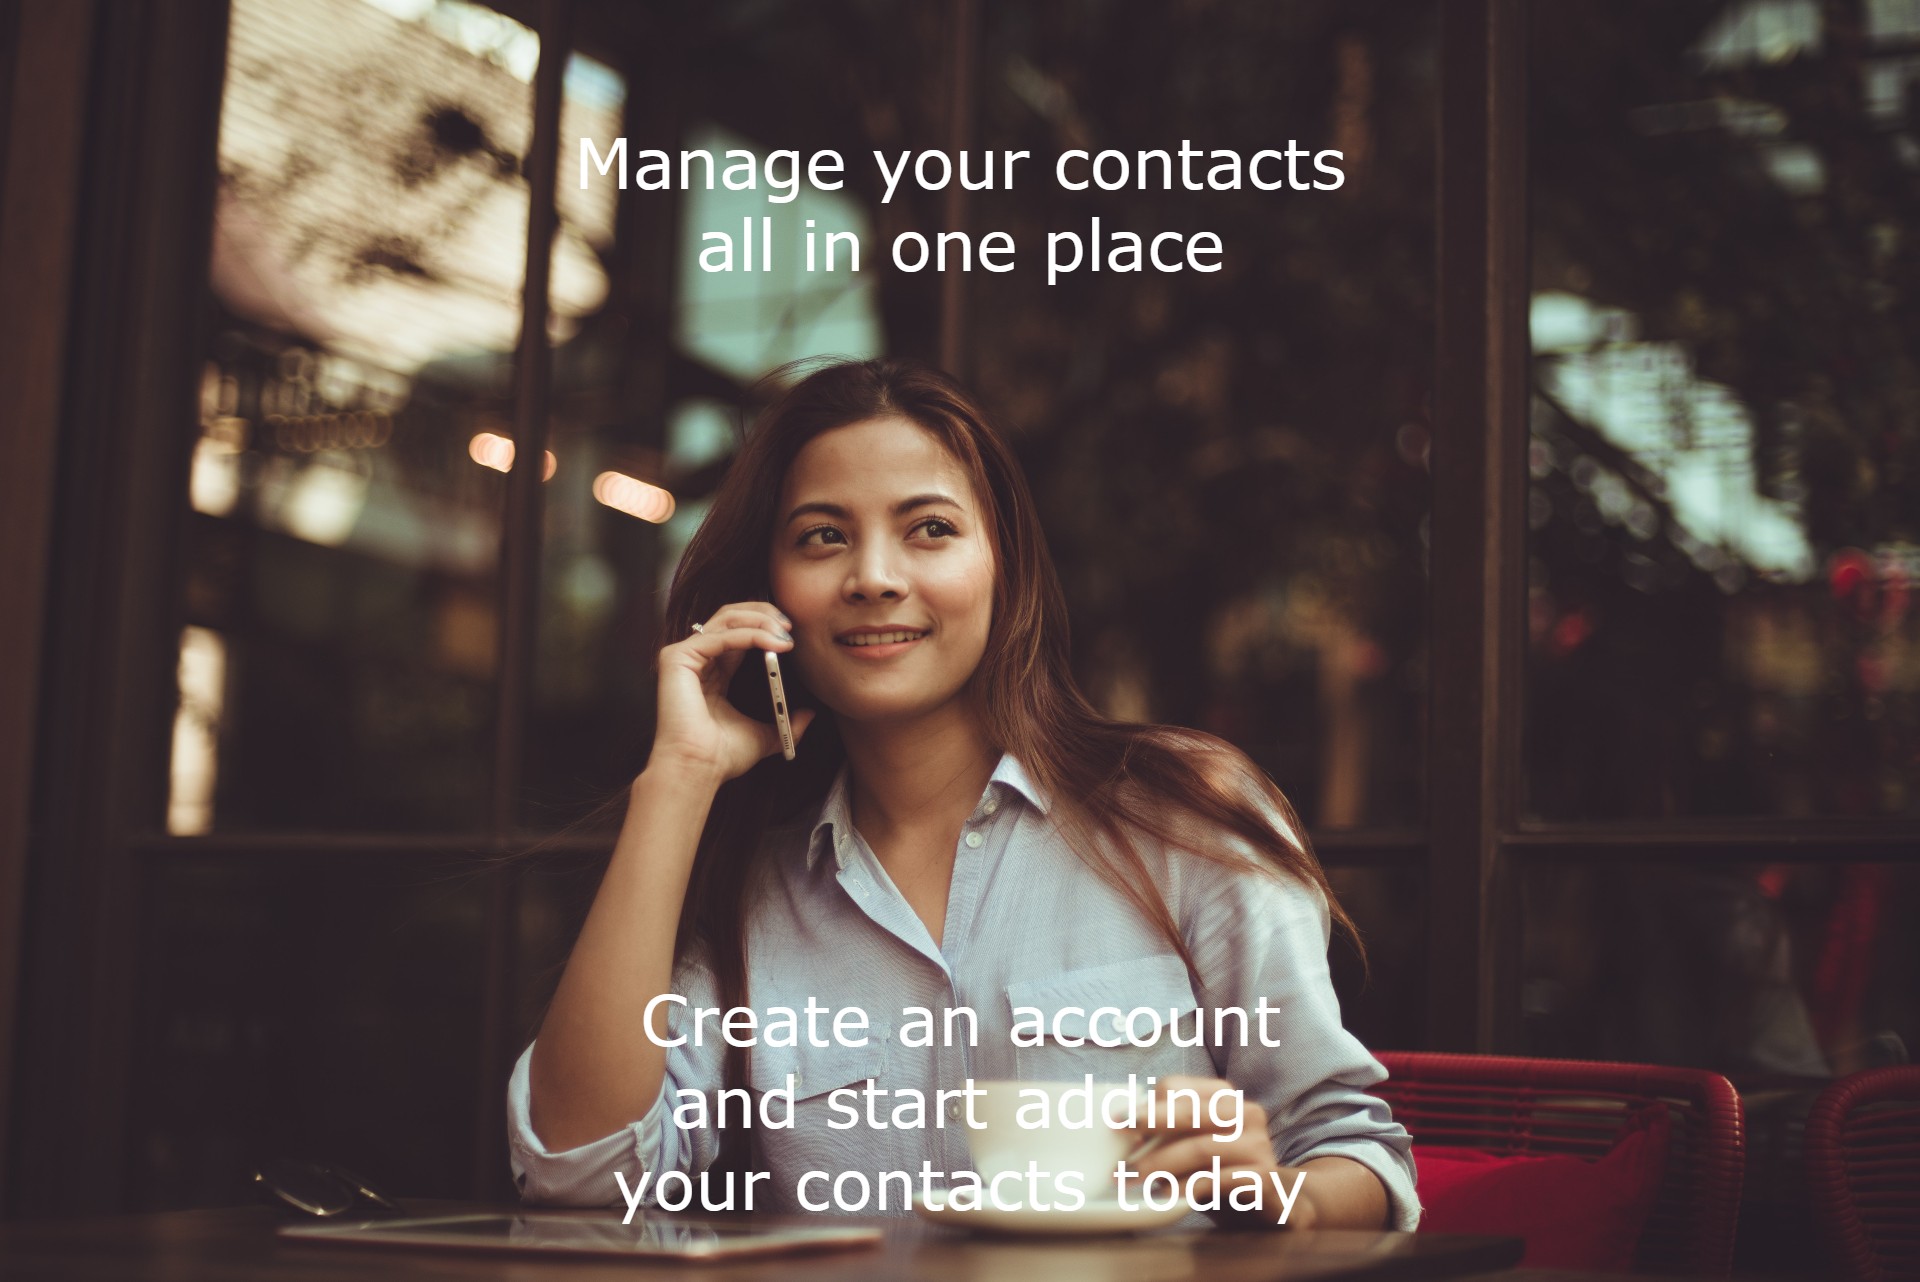 Manage your contacts
all in one place
Create an account
and start adding
your contacts today